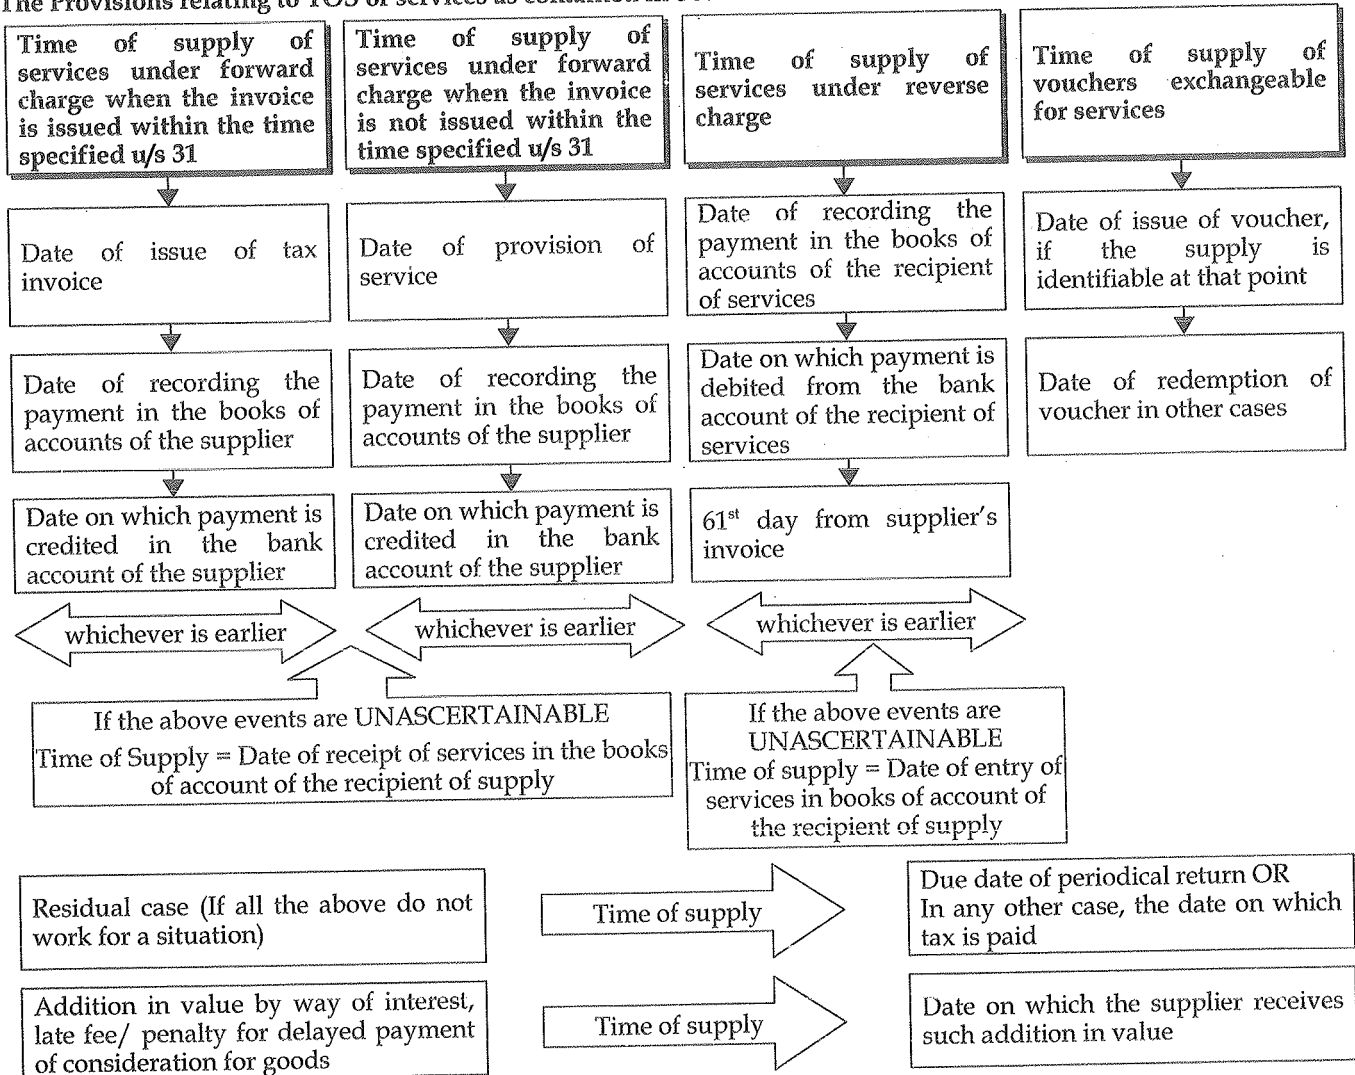 The Provisions relating to TOS of services as contained in
Time of supply of
services under forward
charge when the invoice
is issued within the time
specified u/s 31
Time of supply of
services under forward
charge when the invoice
is not issued within the
time specified u/s 31
Time of supply of
services under reverse
charge
Time of supply of
vouchers exchangeable
for services
Date of issue of tax
invoice
Date of provision of
service
Date of recording the
payment in the books of
accounts of the recipient
of services
Date of issue of voucher,
if the supply is
identifiable at that point
Date of recording the
payment in the books of
accounts of the supplier
Date of recording the
payment in the books of
accounts of the supplier
Date on which payment is
debited from the bank
account of the recipient of
services
Date of redemption of
voucher in other cases
Date on which payment is
credited in the bank
account of the supplier
Date on which payment is
credited in the bank
account of the supplier
61st day from supplier's
invoice
whichever is earlier
whichever is earlier
whichever is earlier
If the above events are UNASCERTAINABLE
Time of Supply = Date of receipt of services in the books
of account of the recipient of supply
If the above events are
UNASCERTAINABLE
Time of supply = Date of entry of
services in books of account of
the recipient of supply
Residual case (If all the above do not
work for a situation)
Time of supply
Due date of periodical return OR
In any other case, the date on which
tax is paid
Addition in value by way of interest,
late fee/ penalty for delayed payment
of consideration for goods
Time of supply
Date on which the supplier receives
such addition in value